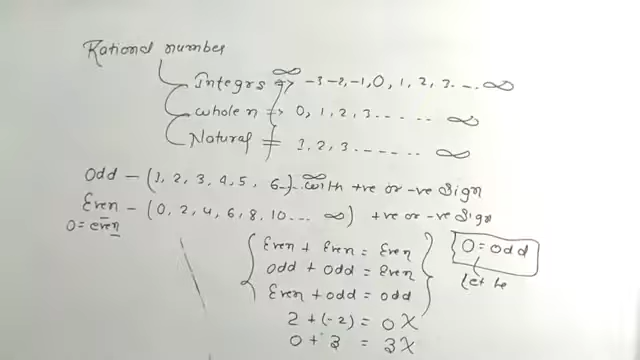 Rational number
Integrs ∞ => -3 -2, -1, 0, 1, 2, 3 ... ∞
whole n => 0, 1, 2, 3 ...... ∞
Natural = 1, 2, 3 ....... ∞
Odd - (1, 2, 3, 4, 5, 6..) ∞ with +ve or -ve Sign
Even - (0, 2, 4, 6, 8, 10... ∞) +ve or -ve Sign
0 = even
Even + Even = Even
odd + odd = Even
Even + odd = odd
2 + (-2) = 0 X
0 + 3 = 3 X
0 = odd
Let be